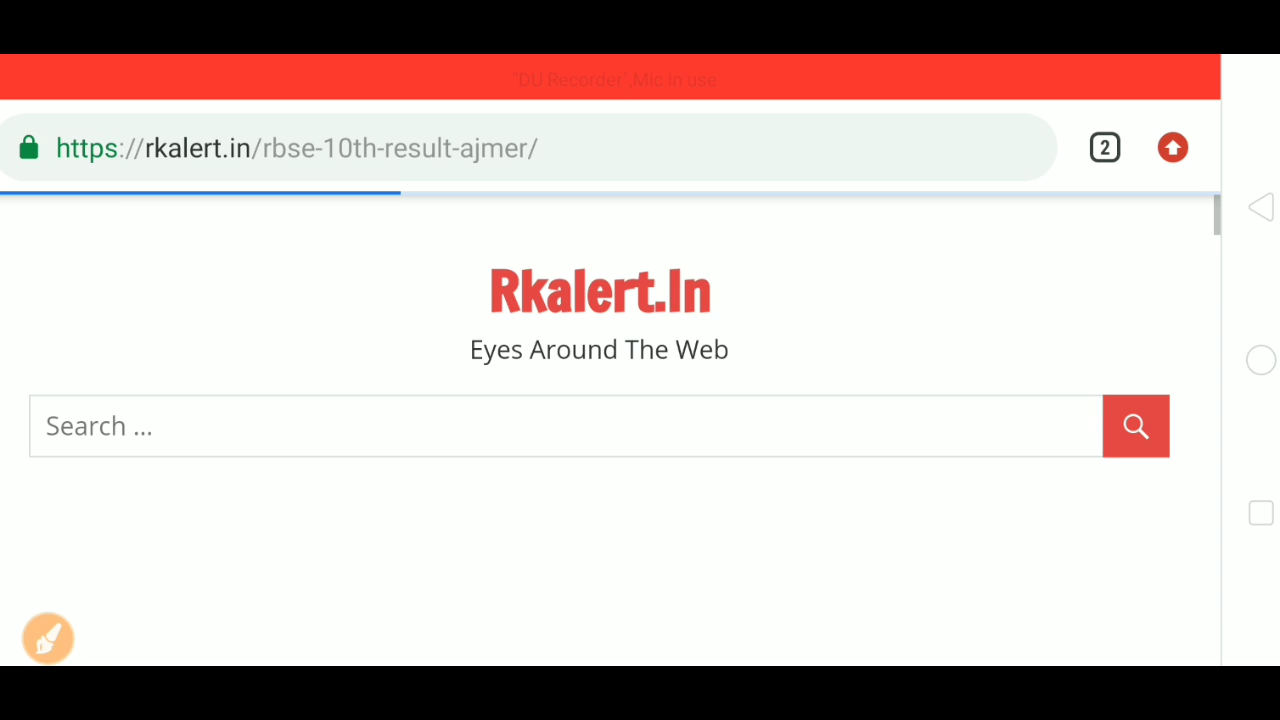 "DU Recorder",Mic in use
https://rkalert.in/rbse-10th-result-ajmer/
2
Rkalert.In
Eyes Around The Web
Search ...